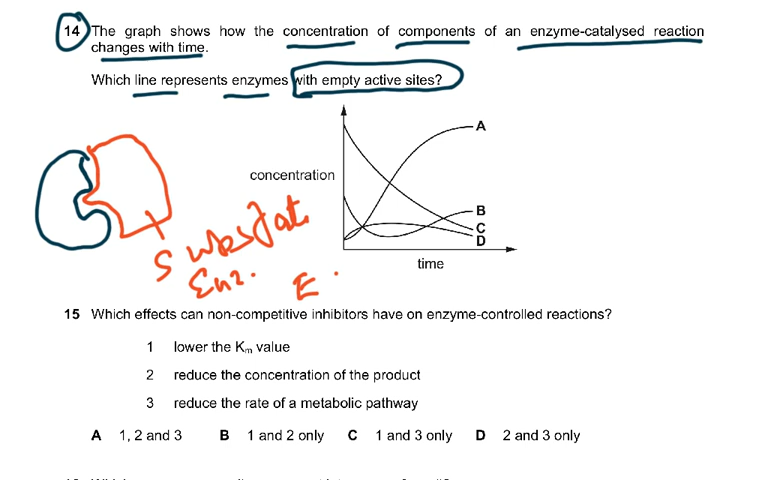 14 The graph shows how the concentration of components of an enzyme-catalysed reaction
changes with time.
Which line represents enzymes with empty active sites?
A
concentration
B
C
D
time
Enz. E
15 Which effects can non-competitive inhibitors have on enzyme-controlled reactions?
1 lower the Km value
2 reduce the concentration of the product
3 reduce the rate of a metabolic pathway
A 1, 2 and 3 B 1 and 2 only C 1 and 3 only D 2 and 3 only